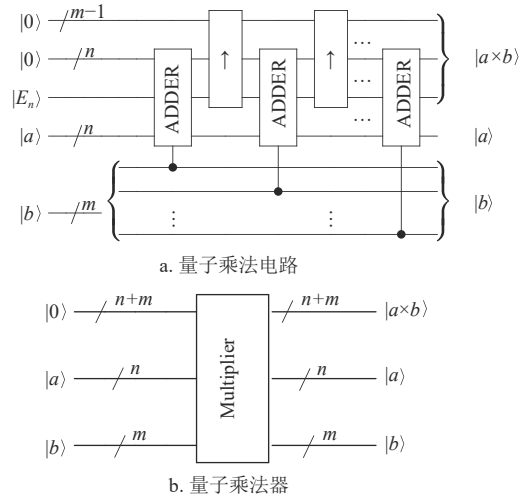 |0⟩ m−1
|0⟩ n … |a×b⟩
↑ ↑ …
|E_n⟩
ADDER ADDER ADDER
|a⟩ n … |a⟩
|b⟩ m ⋮ ⋮ |b⟩
a. 量子乘法电路
|0⟩ n+m n+m |a×b⟩
Multiplier
|a⟩ n n |a⟩
|b⟩ m m |b⟩
b. 量子乘法器